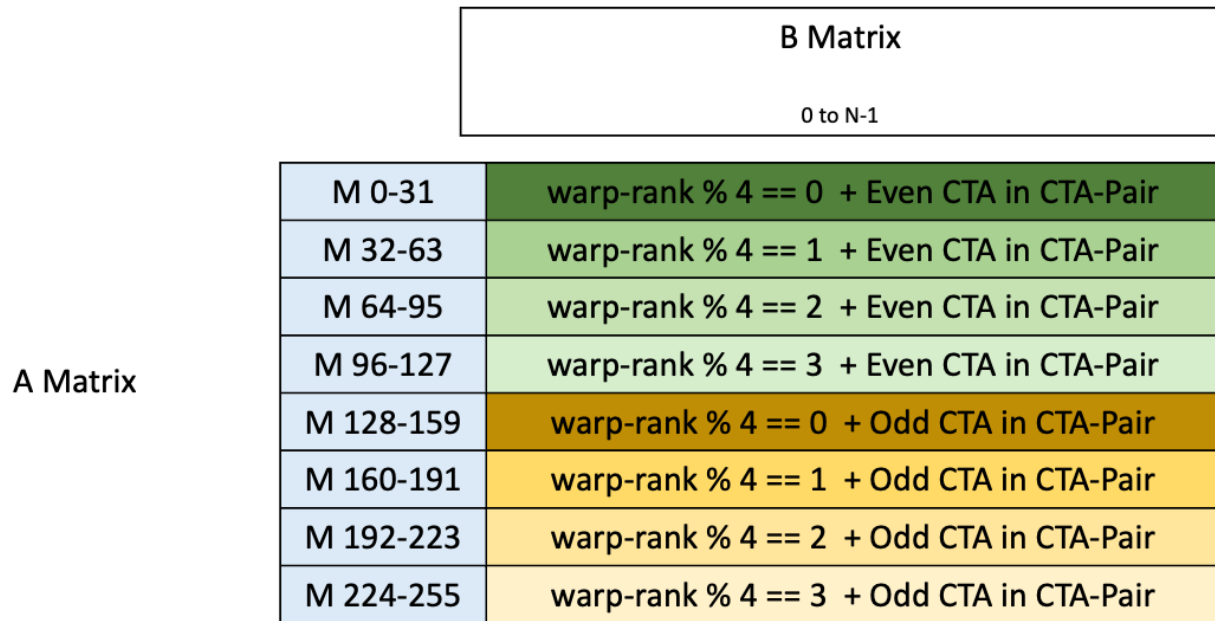 B Matrix
0 to N-1
M 0-31 warp-rank % 4 == 0 + Even CTA in CTA-Pair
M 32-63 warp-rank % 4 == 1 + Even CTA in CTA-Pair
M 64-95 warp-rank % 4 == 2 + Even CTA in CTA-Pair
M 96-127 warp-rank % 4 == 3 + Even CTA in CTA-Pair
A Matrix
M 128-159 warp-rank % 4 == 0 + Odd CTA in CTA-Pair
M 160-191 warp-rank % 4 == 1 + Odd CTA in CTA-Pair
M 192-223 warp-rank % 4 == 2 + Odd CTA in CTA-Pair
M 224-255 warp-rank % 4 == 3 + Odd CTA in CTA-Pair